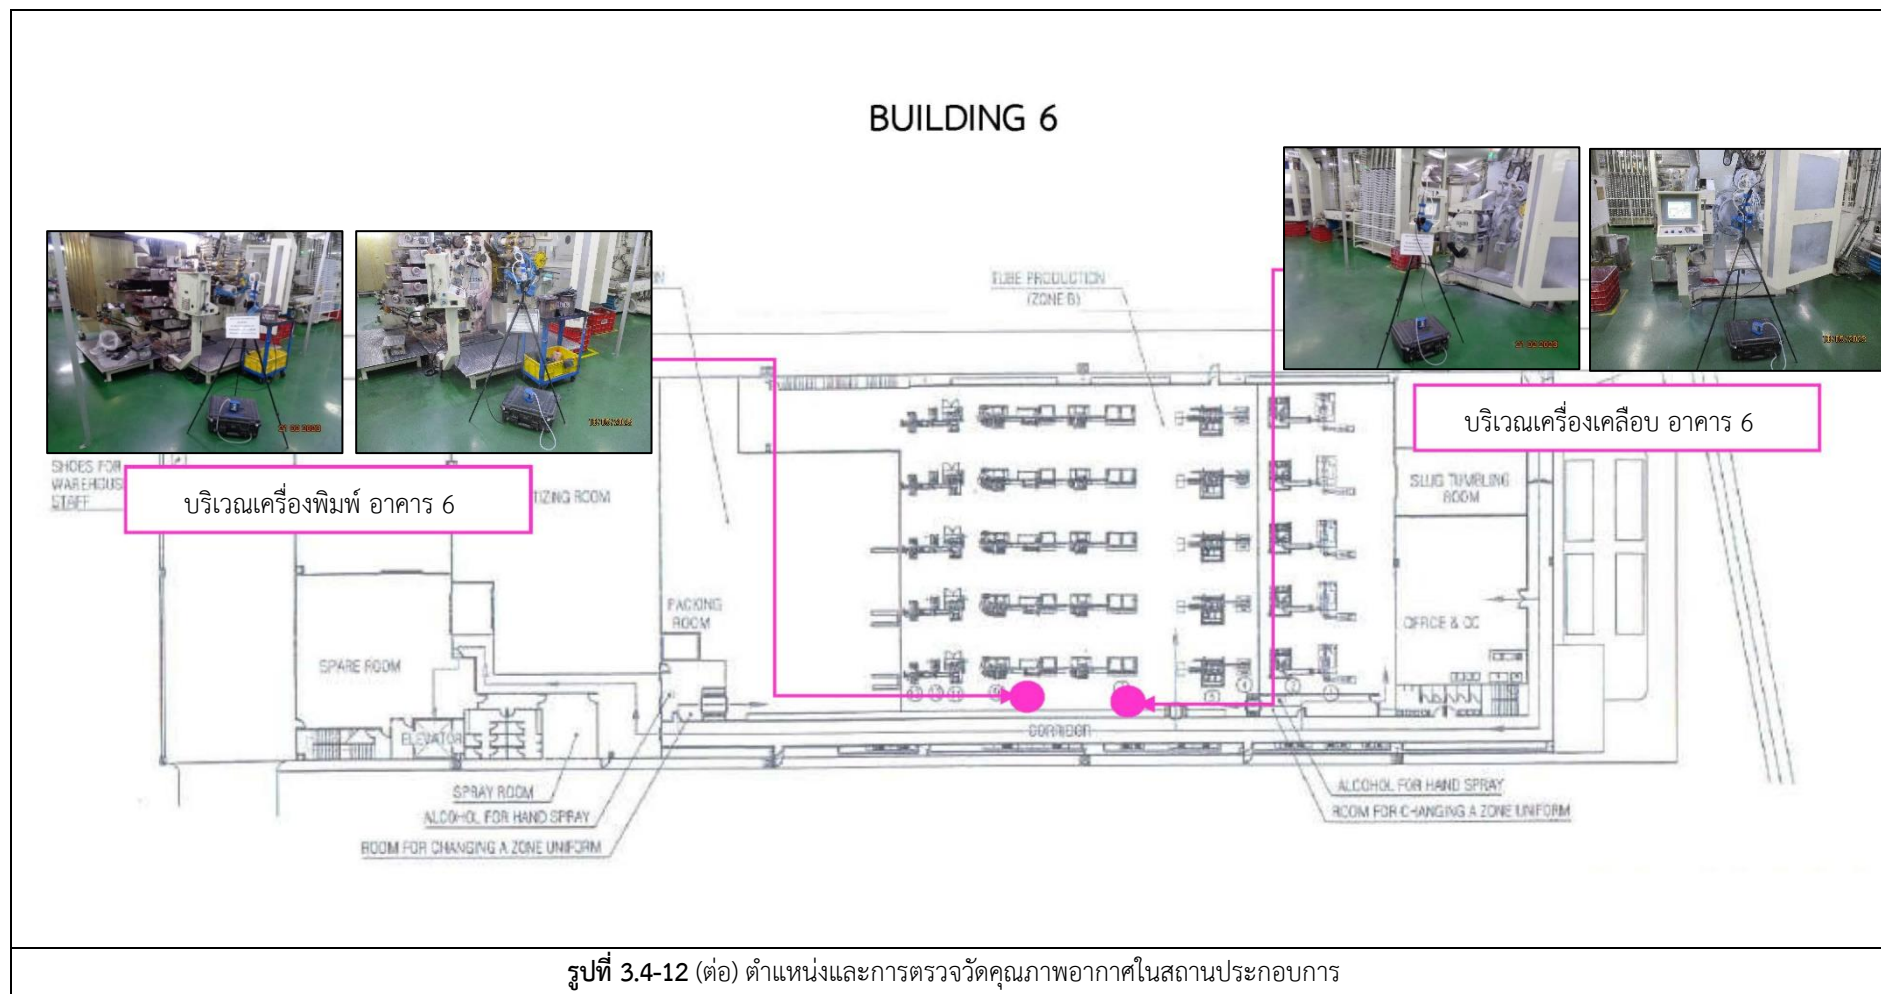 BUILDING 6
TUBE PRODUCTION
(ZONE B)
บริเวณเครื่องเคลือบ อาคาร 6
บริเวณเครื่องพิมพ์ อาคาร 6
SHOES FOR
WAREHOUS
STAFF
TIZING ROOM
SLUG TUMBLING
ROOM
PACKING
ROOM
OFFICE & QC
SPARE ROOM
ELEVATOR
CORRIDOR
SPRAY ROOM
ALCOHOL FOR HAND SPRAY
ROOM FOR CHANGING A ZONE UNIFORM
ALCOHOL FOR HAND SPRAY
ROOM FOR CHANGING A ZONE UNIFORM
รูปที่ 3.4-12 (ต่อ) ตำแหน่งและการตรวจวัดคุณภาพอากาศในสถานประกอบการ